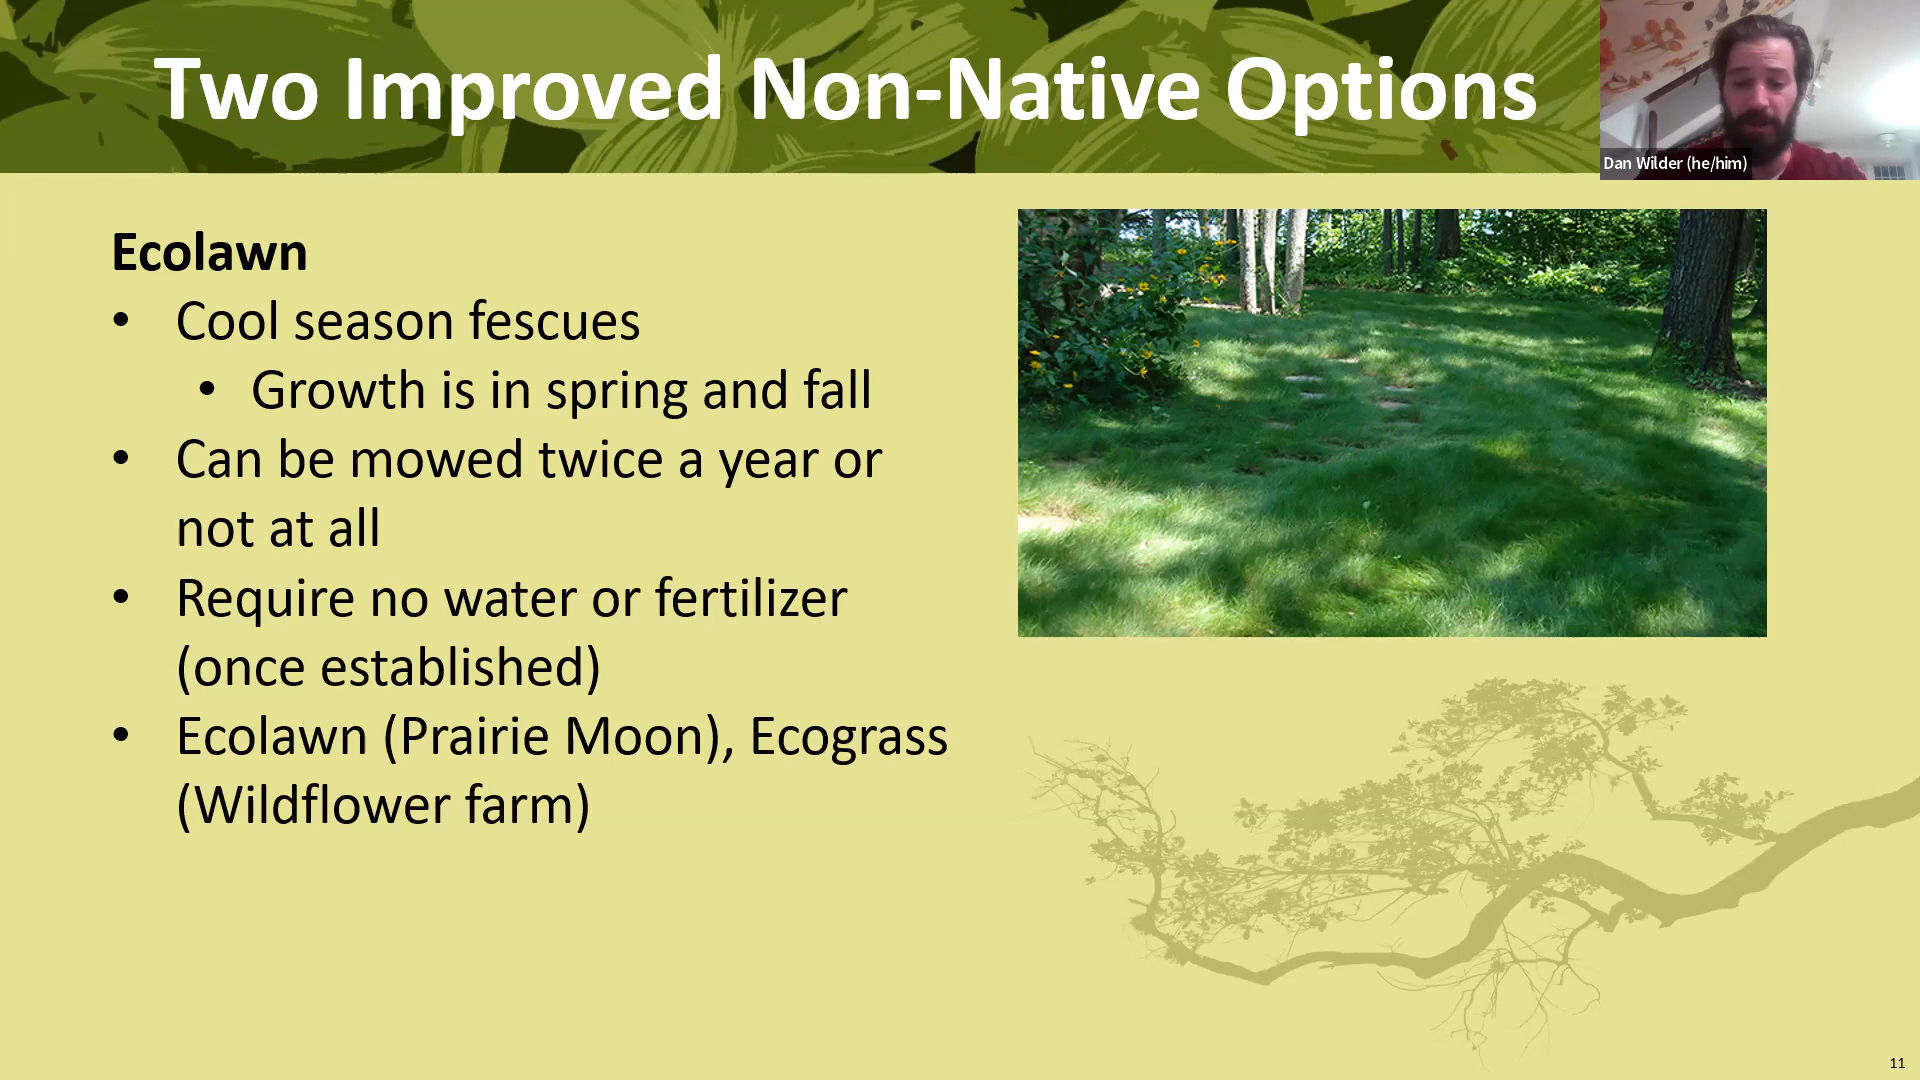 Two Improved Non-Native Options
Dan Wilder (he/him)
Ecolawn
• Cool season fescues
• Growth is in spring and fall
• Can be mowed twice a year or
not at all
• Require no water or fertilizer
(once established)
• Ecolawn (Prairie Moon), Ecograss
(Wildflower farm)
11